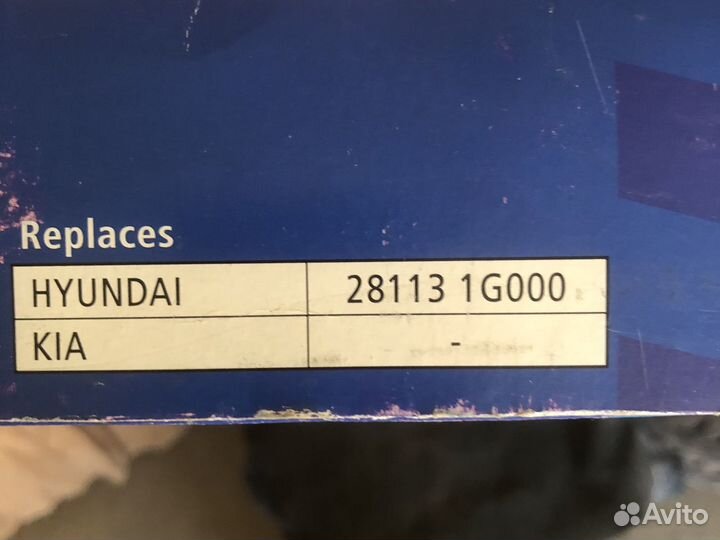 Replaces
HYUNDAI 28113 1G000
KIA -
Avito